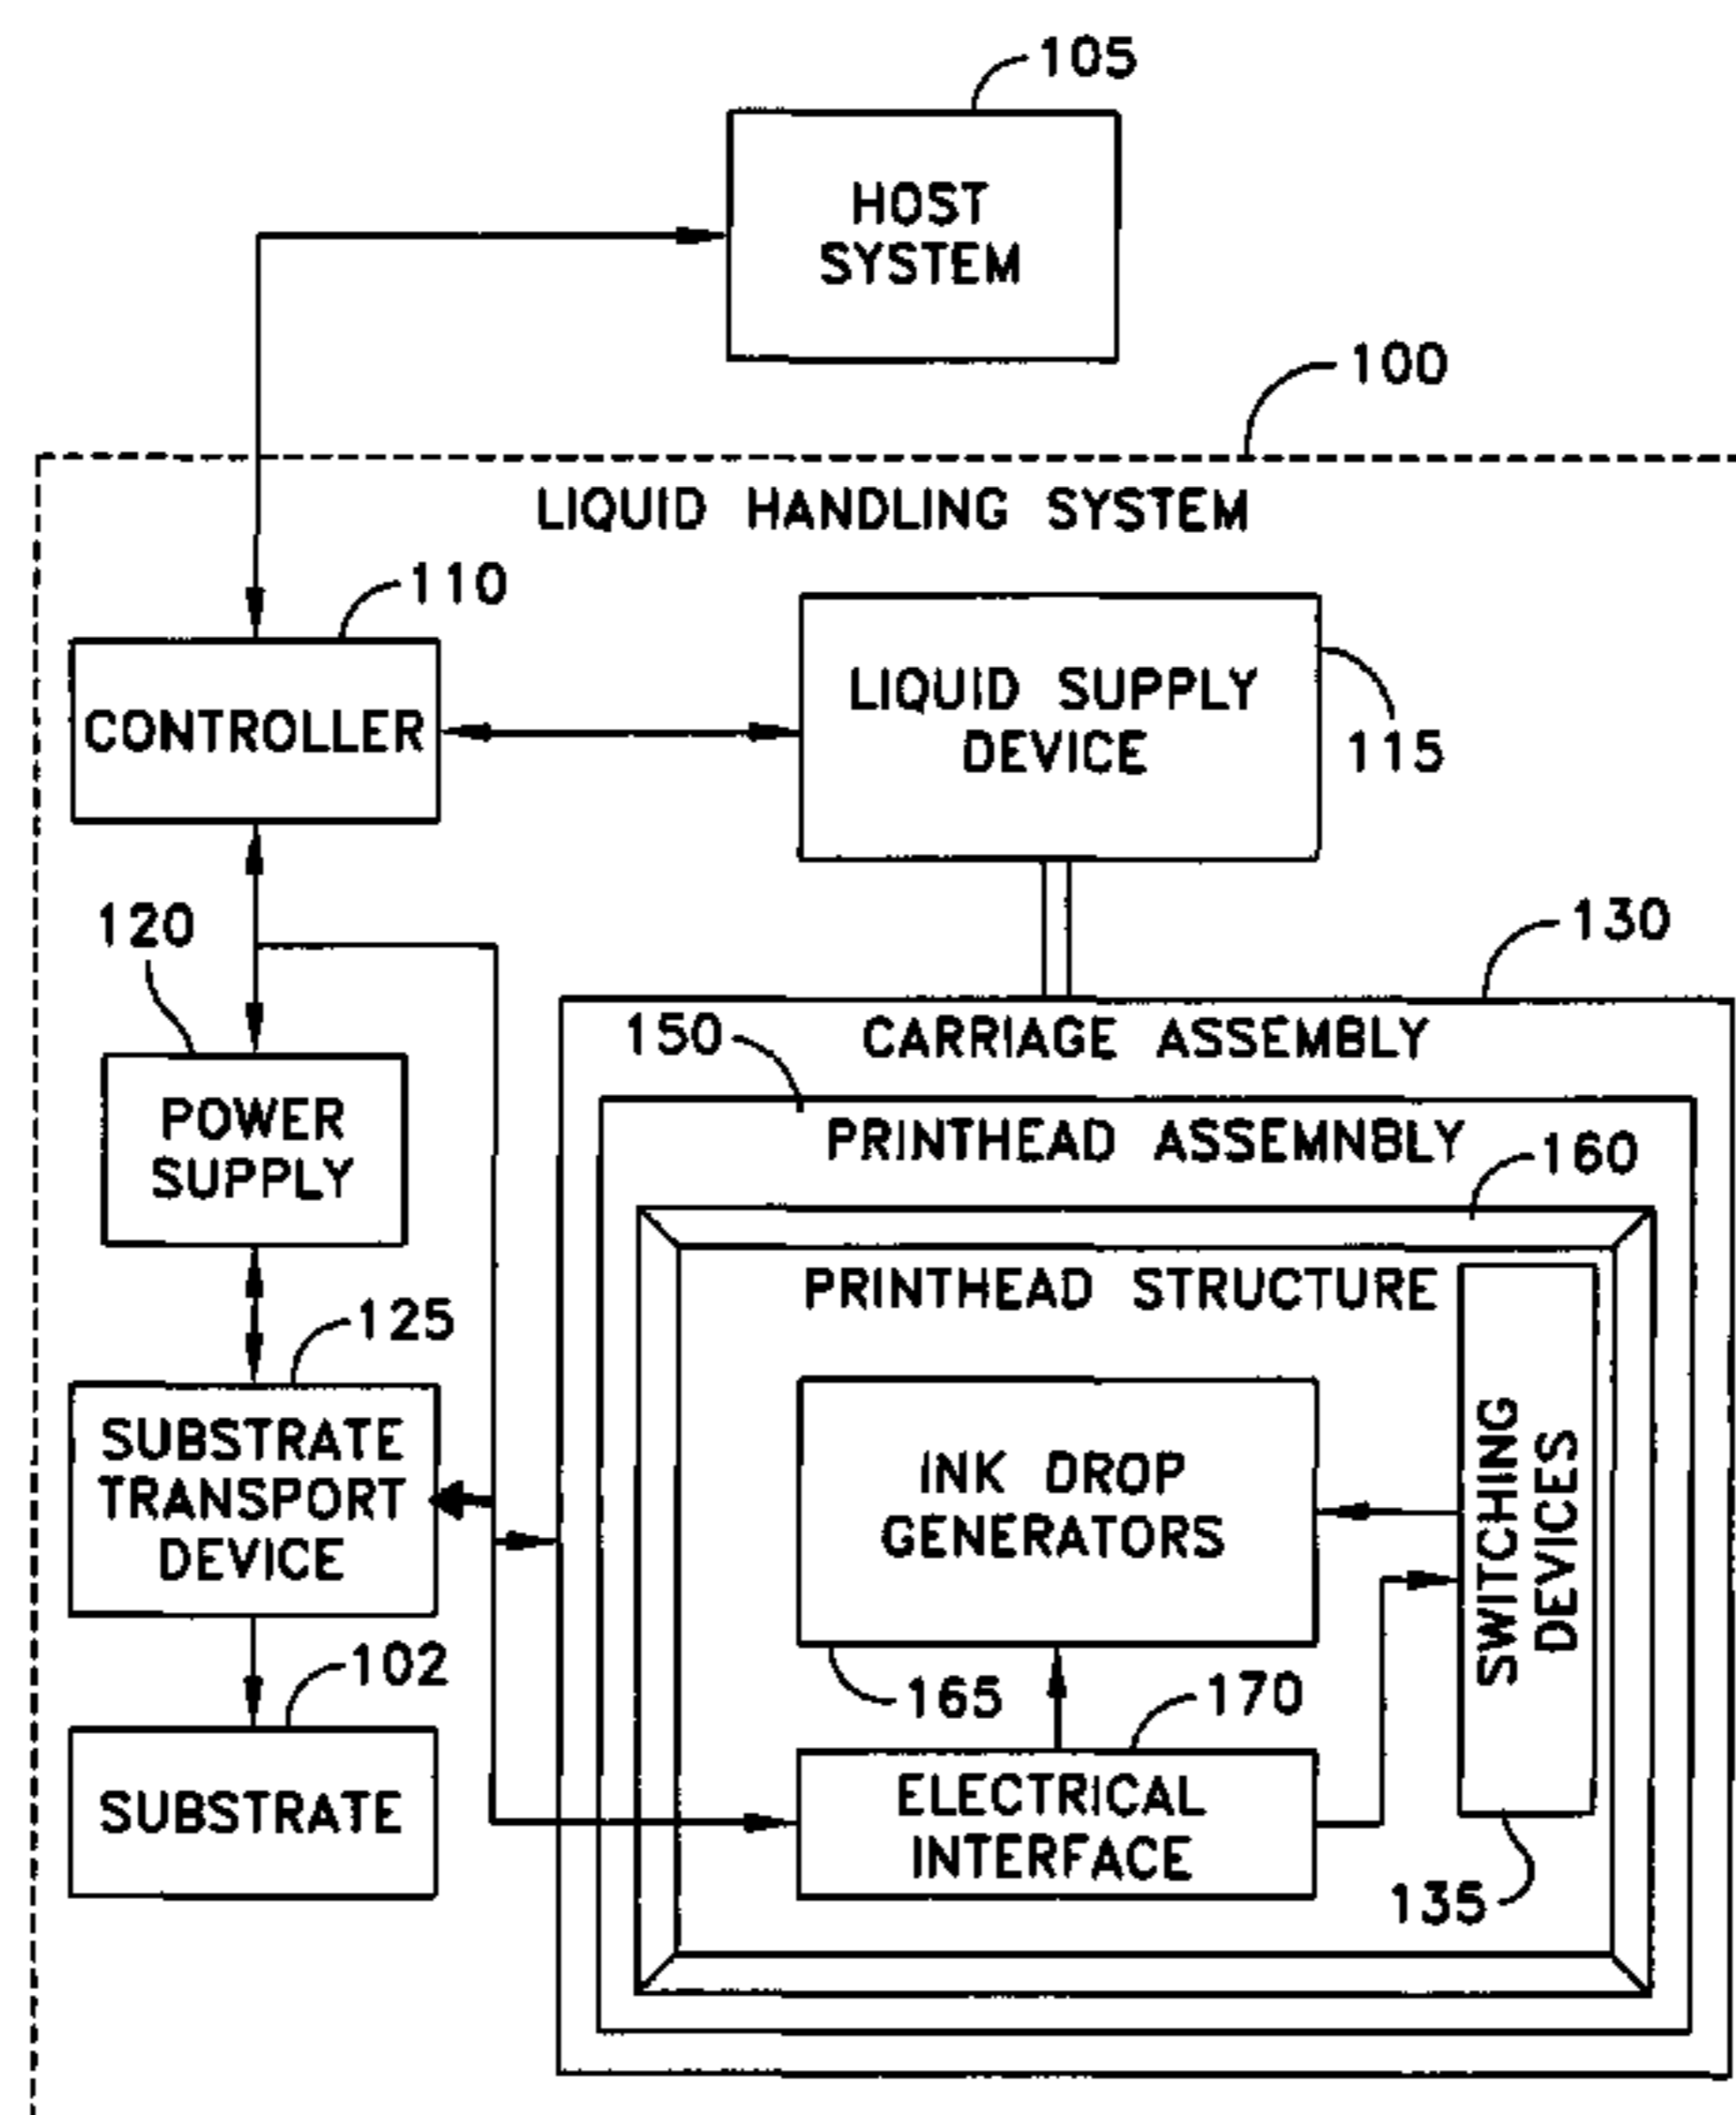 105
HOST
SYSTEM
100
LIQUID HANDLING SYSTEM
110
CONTROLLER
LIQUID SUPPLY
DEVICE
115
120
130
150
CARRIAGE ASSEMBLY
POWER
SUPPLY
PRINTHEAD ASSEMNBLY
160
PRINTHEAD STRUCTURE
125
SUBSTRATE
TRANSPORT
DEVICE
INK DROP
GENERATORS
SWITCHING
DEVICES
102
165
170
SUBSTRATE
ELECTRICAL
INTERFACE
135